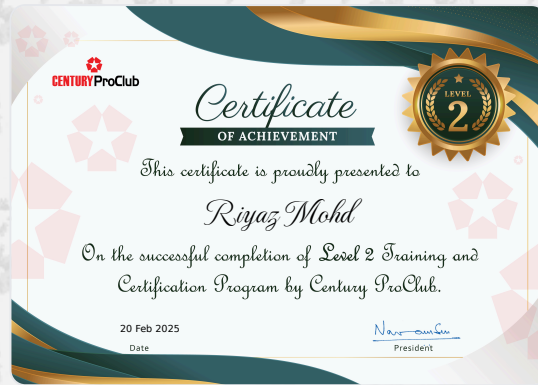 CENTURY ProClub
LEVEL
2
Certificate
OF ACHIEVEMENT
This certificate is proudly presented to
Riyaz Mohd
On the successful completion of Level 2 Training and
Certification Program by Century ProClub.
20 Feb 2025
Date
President